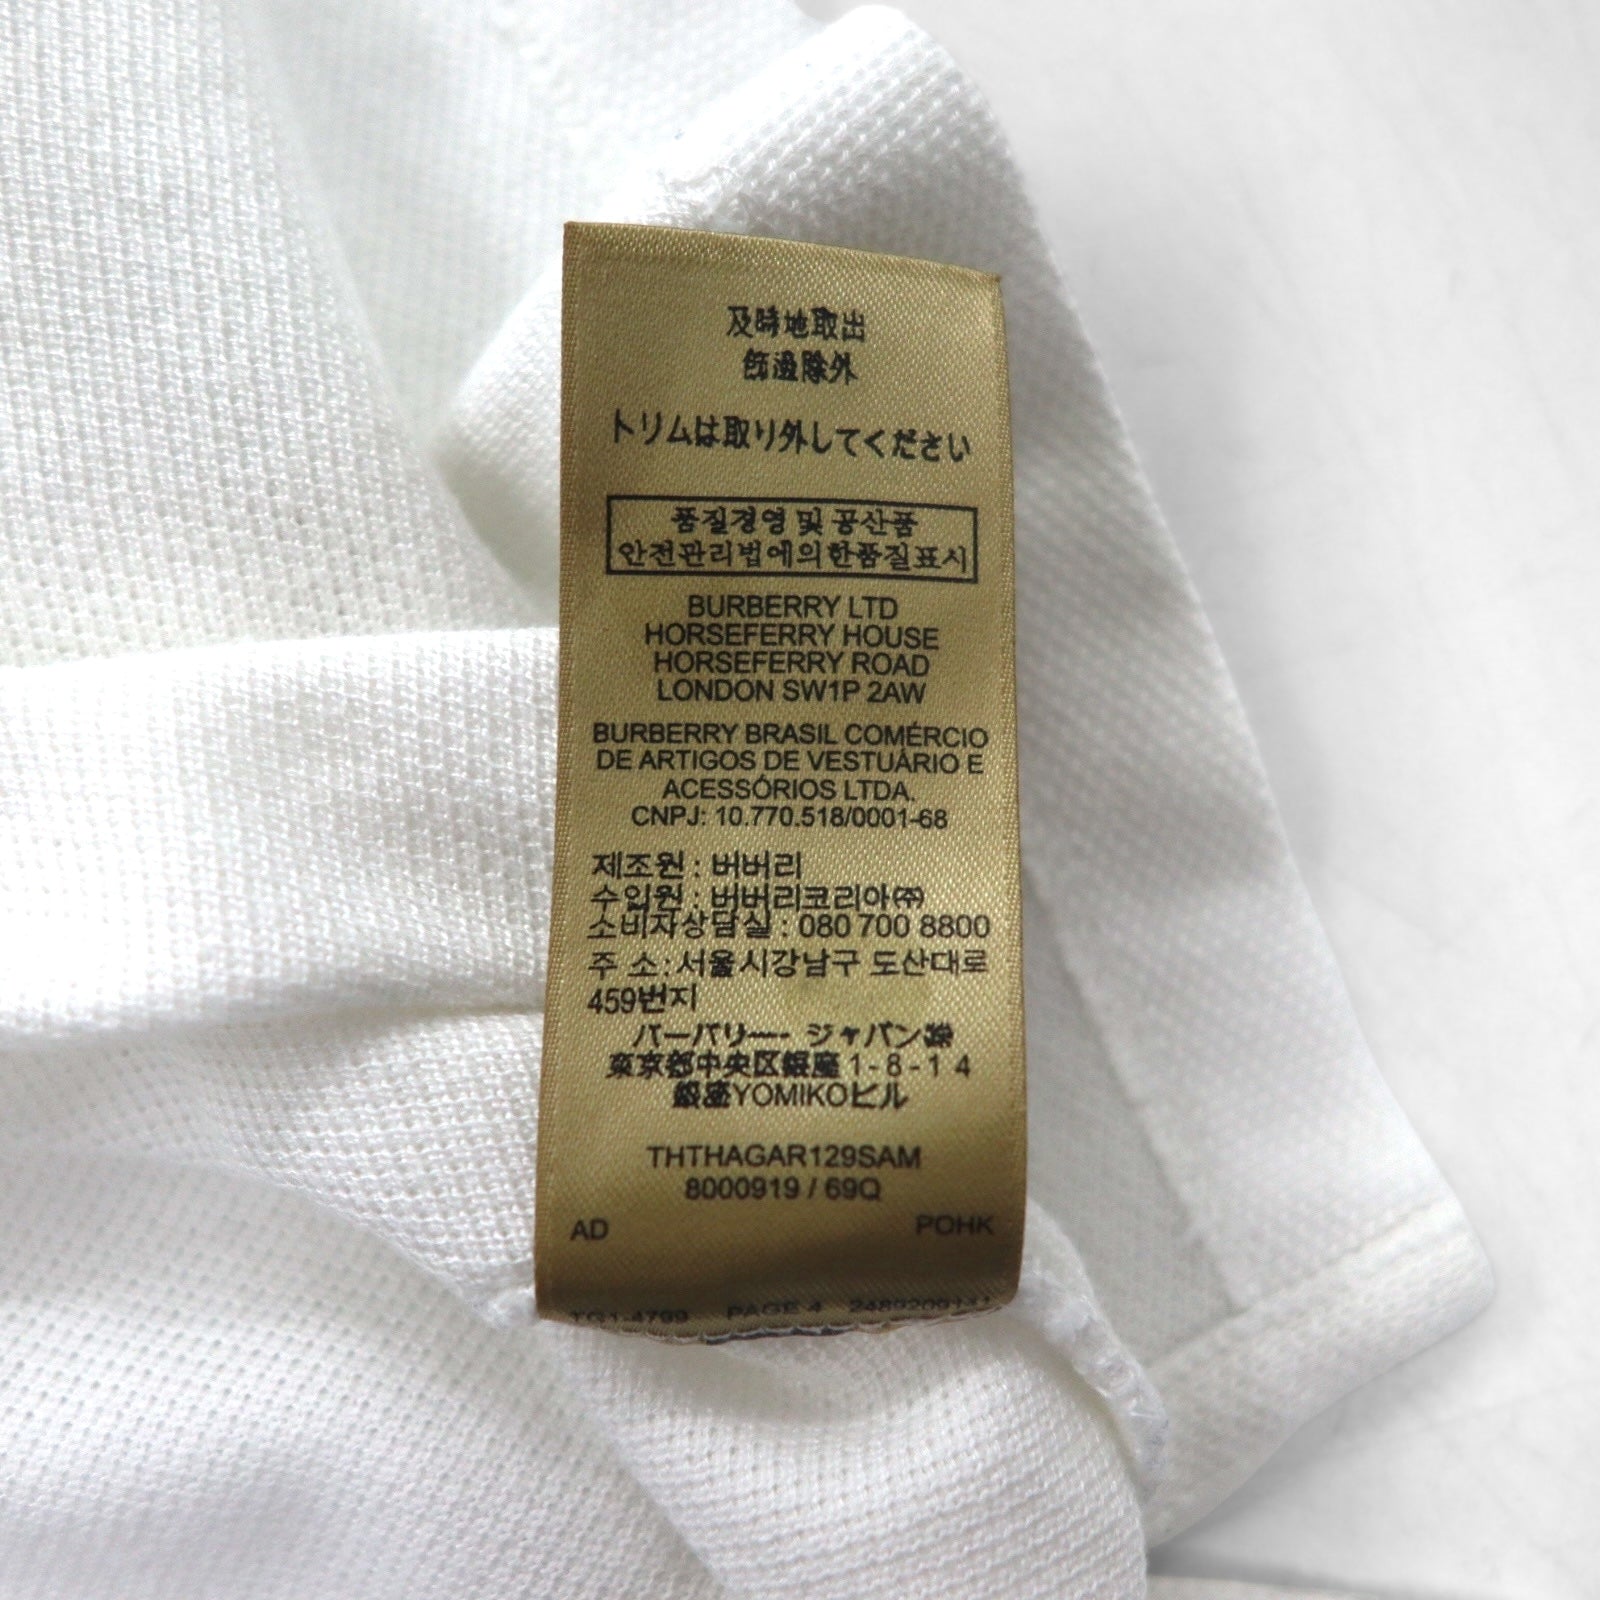 及時地取出
飾邊除外
トリムは取り外してください
품질경영 및 공산품
안전관리법에의한품질표시
BURBERRY LTD
HORSEFERRY HOUSE
HORSEFERRY ROAD
LONDON SW1P 2AW
BURBERRY BRASIL COMÉRCIO
DE ARTIGOS DE VESTUÁRIO E
ACESSÓRIOS LTDA.
CNPJ: 10.770.518/0001-68
제조원 : 버버리
수입원 : 버버리코리아㈜
소비자상담실 : 080 700 8800
주 소 : 서울시강남구 도산대로
459번지
バーバリー・ジャパン㈱
東京都中央区銀座 1-8-14
銀座YOMIKOビル
THTHAGAR129SAM
8000919 / 69Q
AD POHK
PAGE 4